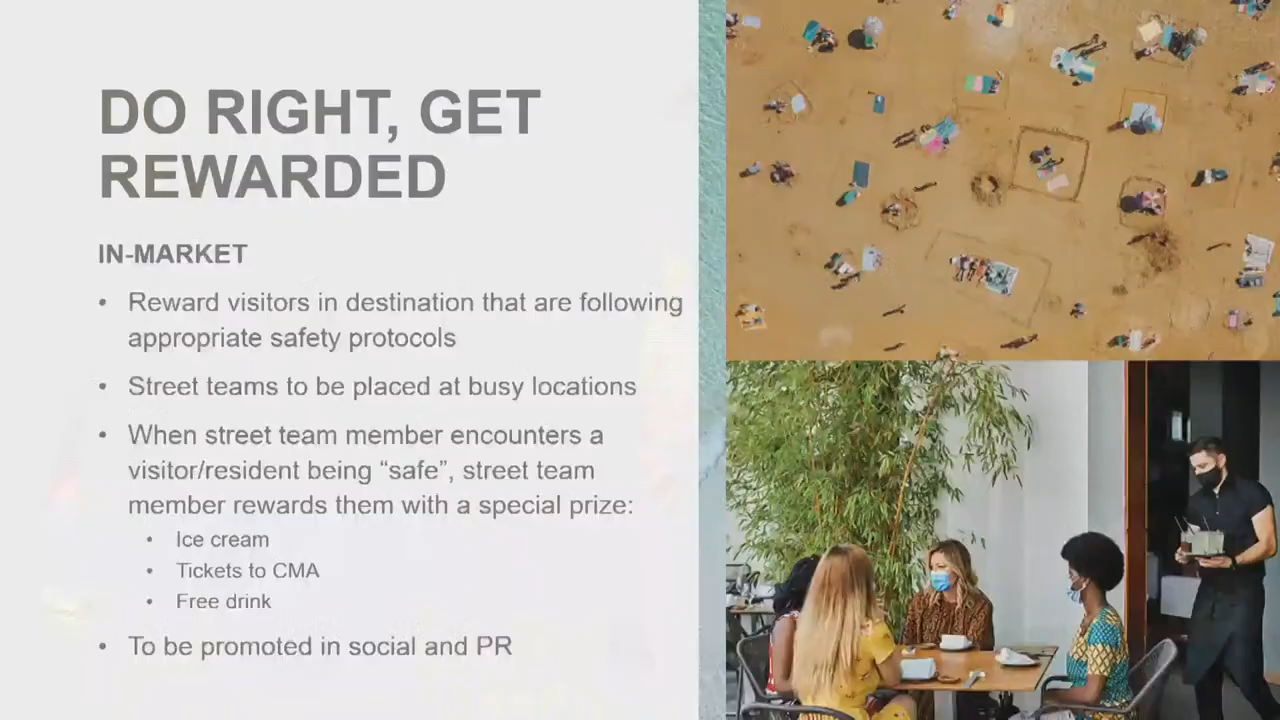 DO RIGHT, GET
REWARDED
IN-MARKET
• Reward visitors in destination that are following
appropriate safety protocols
• Street teams to be placed at busy locations
• When street team member encounters a
visitor/resident being “safe”, street team
member rewards them with a special prize:
• Ice cream
• Tickets to CMA
• Free drink
• To be promoted in social and PR